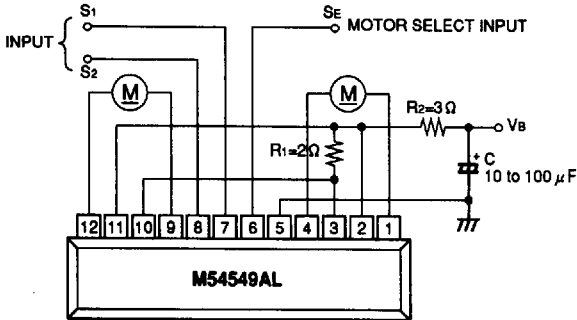 S1
INPUT
S2
SE MOTOR SELECT INPUT
M
M
R2=3Ω
VB
R1=2Ω
+ C
10 to 100 μF
12 11 10 9 8 7 6 5 4 3 2 1
M54549AL